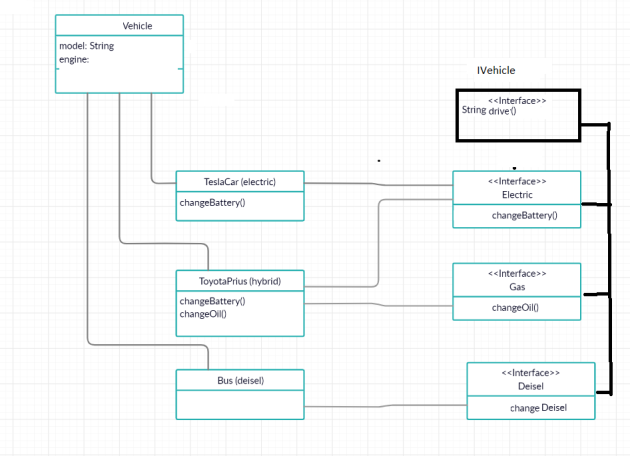 Vehicle
model: String
engine:
IVehicle
<<Interface>>
String drive()
TeslaCar (electric)
changeBattery()
<<Interface>>
Electric
changeBattery()
ToyotaPrius (hybrid)
changeBattery()
changeOil()
<<Interface>>
Gas
changeOil()
Bus (deisel)
<<Interface>>
Deisel
change Deisel